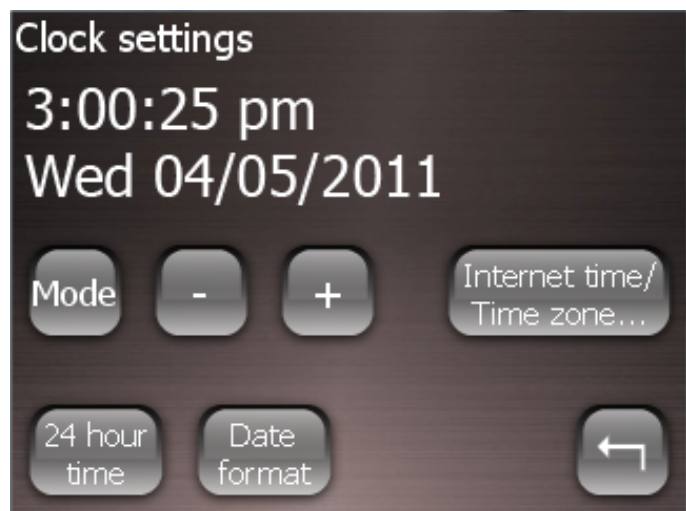 Clock settings
3:00:25 pm
Wed 04/05/2011
Mode
-
+
Internet time/
Time zone...
24 hour
time
Date
format